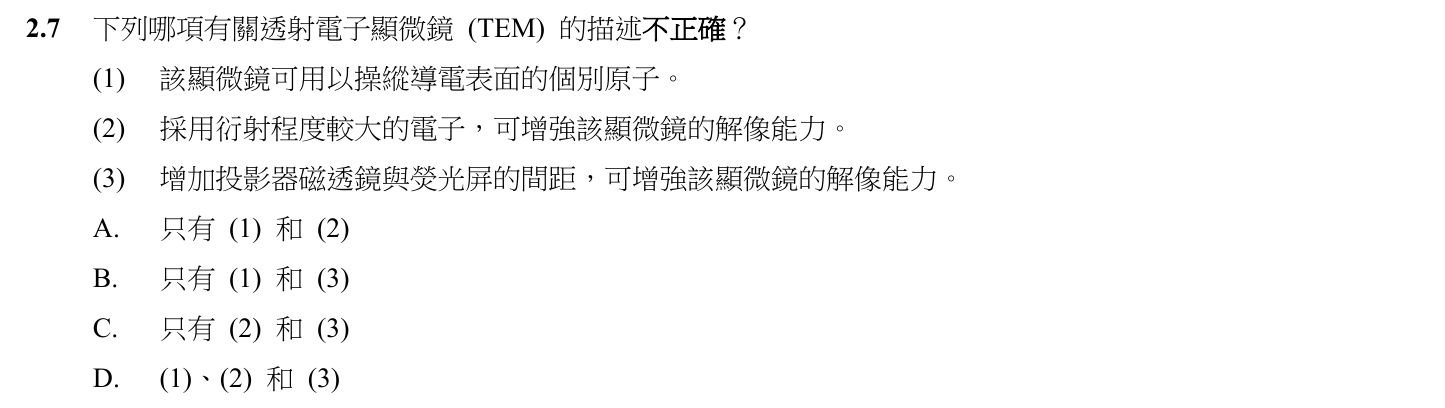 2.7 下列哪項有關透射電子顯微鏡 (TEM) 的描述不正確？
(1) 該顯微鏡可用以操縱導電表面的個別原子。
(2) 採用衍射程度較大的電子，可增強該顯微鏡的解像能力。
(3) 增加投影器磁透鏡與熒光屏的間距，可增強該顯微鏡的解像能力。
A. 只有 (1) 和 (2)
B. 只有 (1) 和 (3)
C. 只有 (2) 和 (3)
D. (1)、(2) 和 (3)